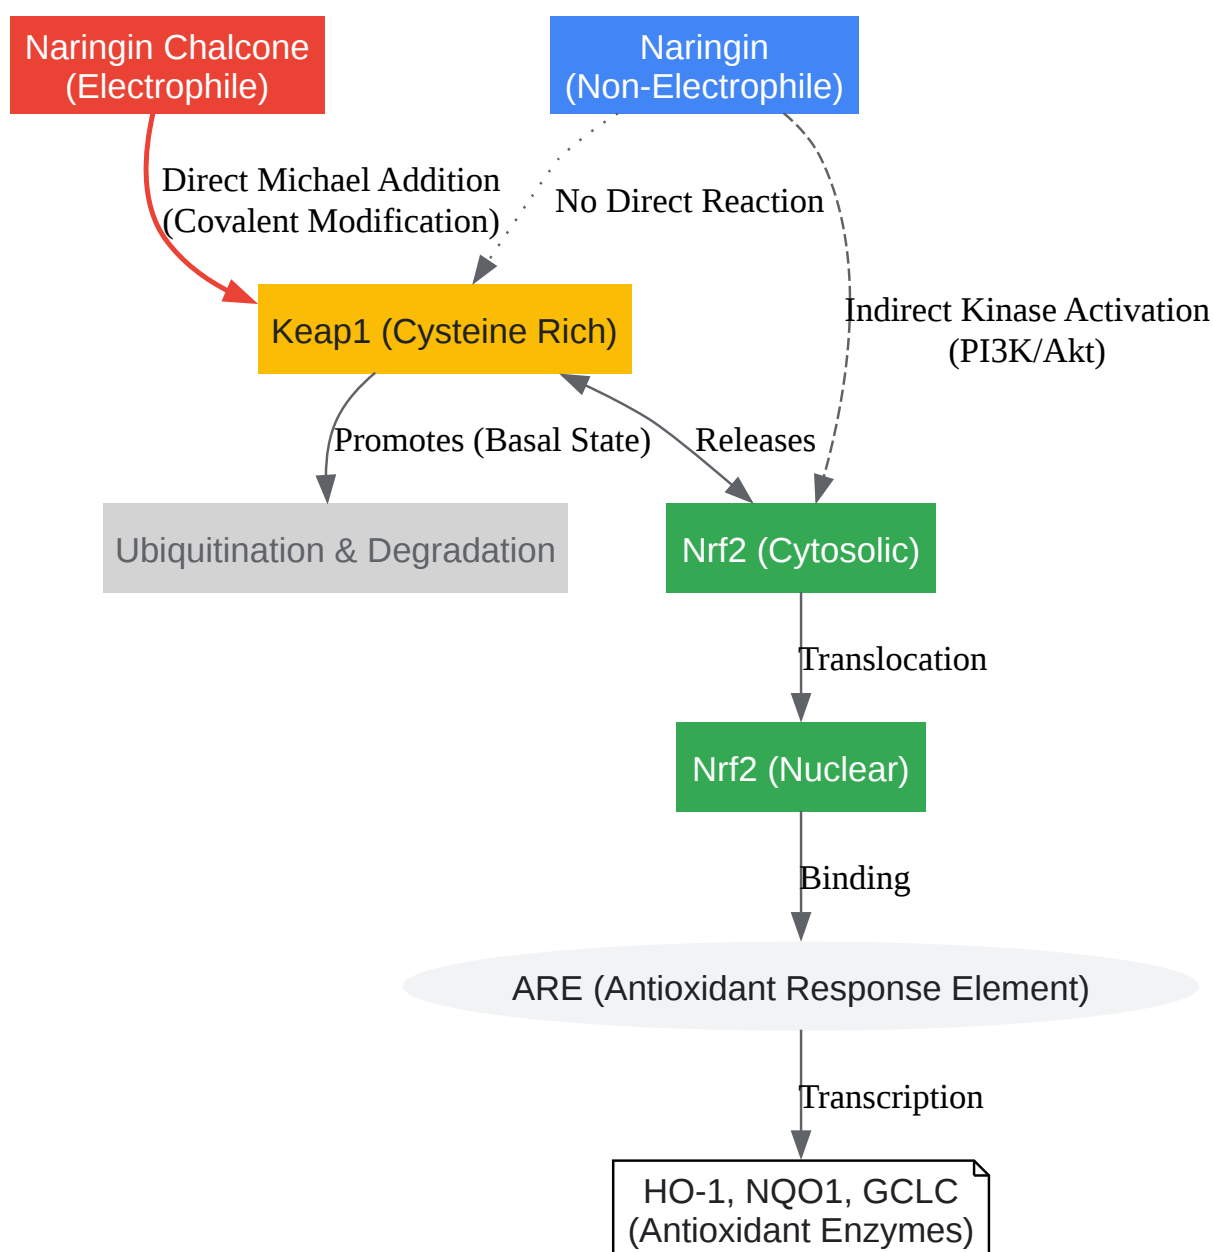 Naringin Chalcone
(Electrophile)
Naringin
(Non-Electrophile)
Direct Michael Addition
(Covalent Modification)
No Direct Reaction
Indirect Kinase Activation
(PI3K/Akt)
Keap1 (Cysteine Rich)
Promotes (Basal State)
Releases
Ubiquitination & Degradation
Nrf2 (Cytosolic)
Translocation
Nrf2 (Nuclear)
Binding
ARE (Antioxidant Response Element)
Transcription
HO-1, NQO1, GCLC
(Antioxidant Enzymes)